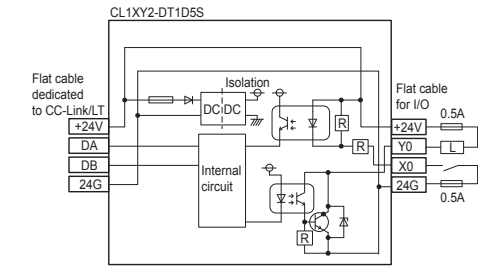 CL1XY2-DT1D5S
Flat cable
dedicated
to CC-Link/LT
+24V
DA
DB
24G
Isolation
DC DC
Internal
circuit
R
R
R
Flat cable
for I/O
+24V
Y0
X0
24G
0.5A
L
0.5A